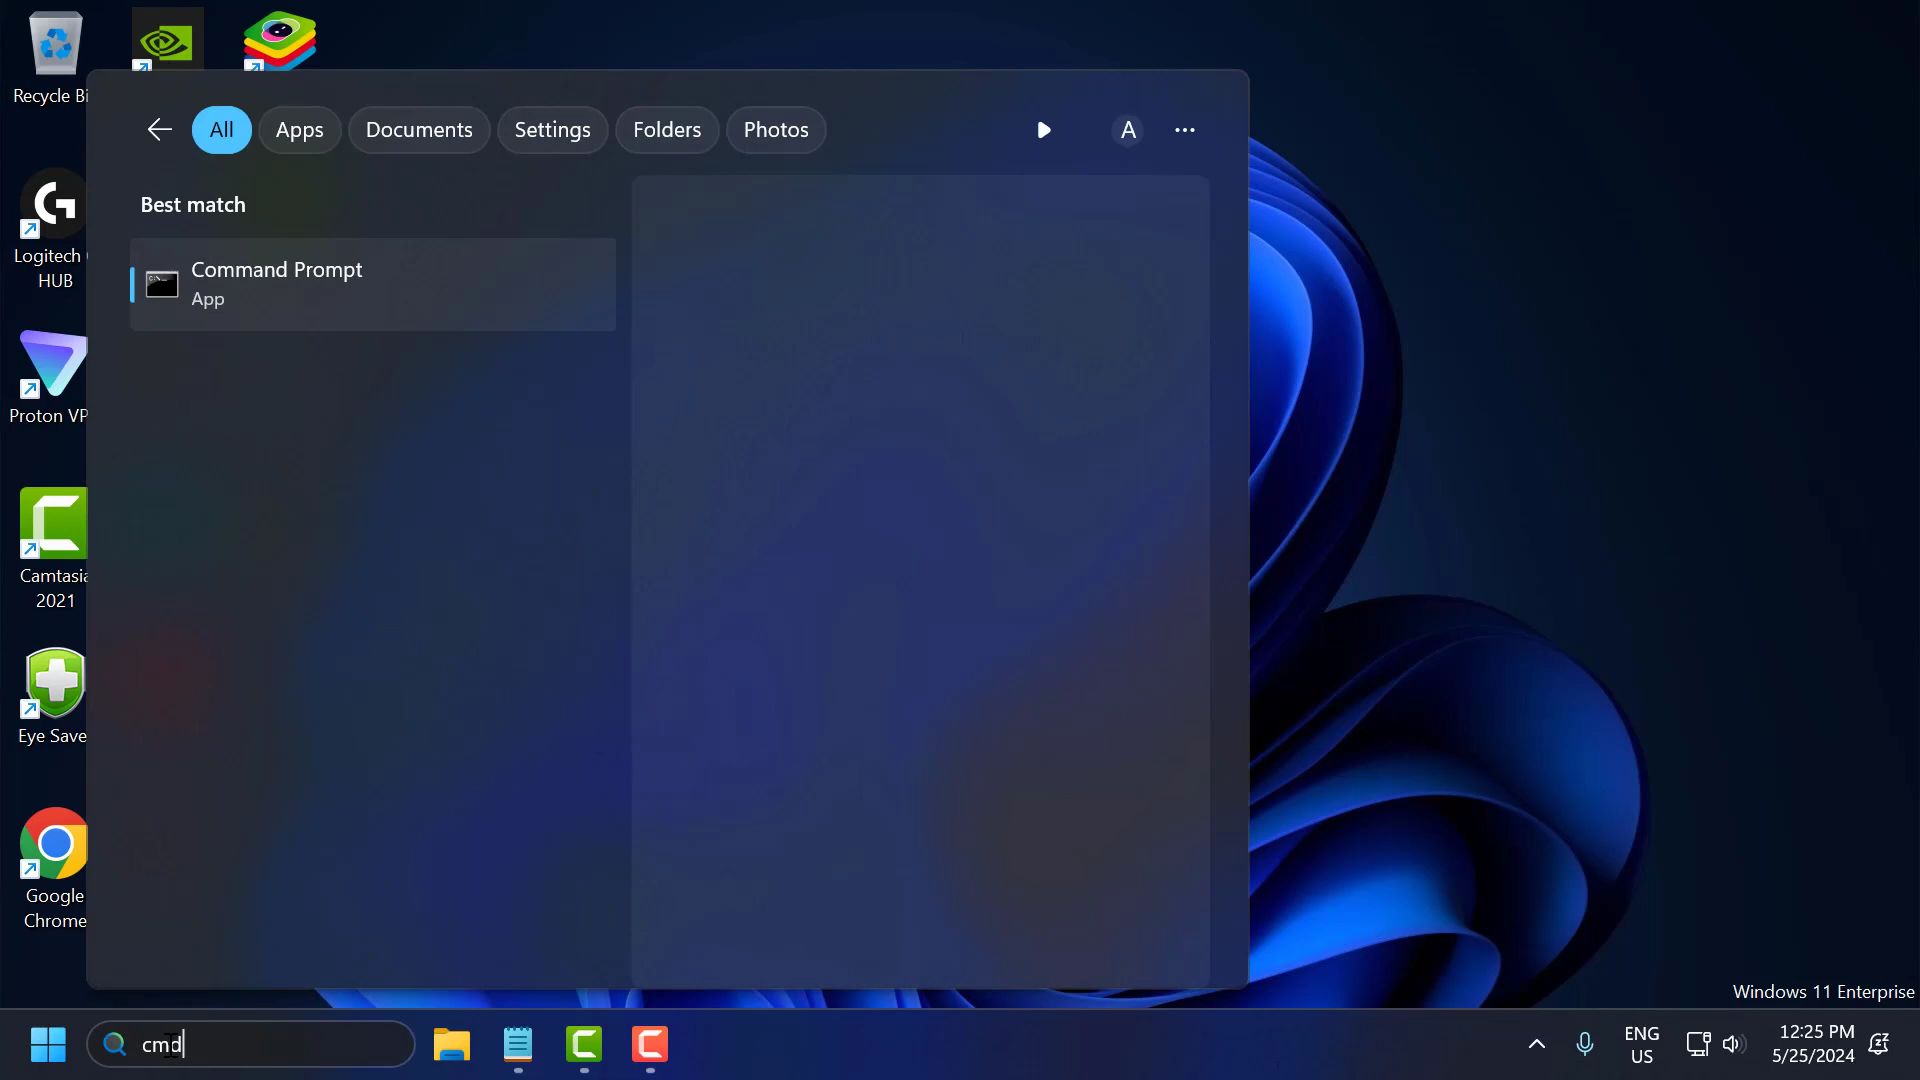 Recycle Bi
All
Apps
Documents
Settings
Folders
Photos
A
Best match
Command Prompt
App
Logitech
HUB
Proton VP
Camtasia
2021
Eye Save
Google
Chrome
Windows 11 Enterprise
cmd
ENG
US
12:25 PM
5/25/2024